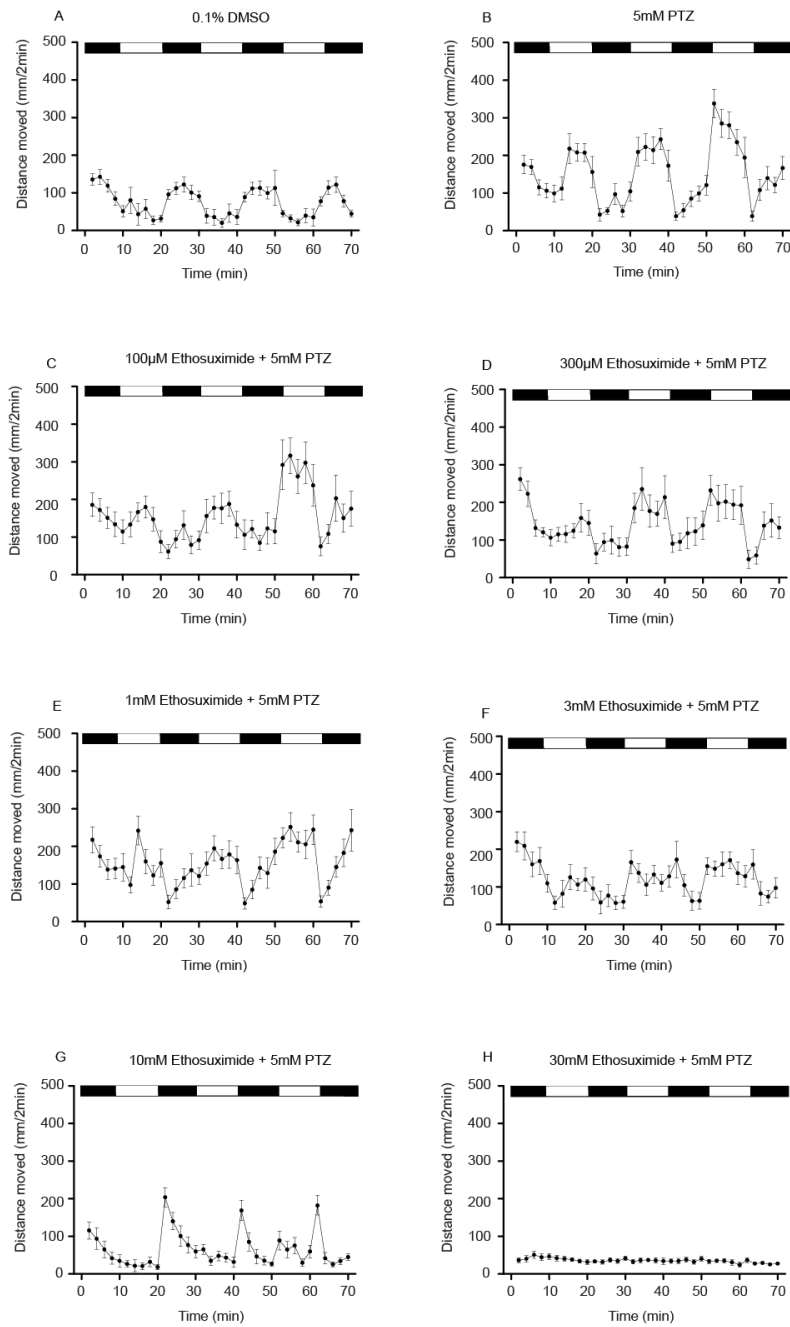 A
0.1% DMSO
Distance moved (mm/2min)
500
400
300
200
100
0
0 10 20 30 40 50 60 70
Time (min)
B
5mM PTZ
Distance moved (mm/2min)
500
400
300
200
100
0
0 10 20 30 40 50 60 70
Time (min)
C
100µM Ethosuximide + 5mM PTZ
Distance moved (mm/2min)
500
400
300
200
100
0
0 10 20 30 40 50 60 70
Time (min)
D
300µM Ethosuximide + 5mM PTZ
Distance moved (mm/2min)
500
400
300
200
100
0
0 10 20 30 40 50 60 70
Time (min)
E
1mM Ethosuximide + 5mM PTZ
Distance moved (mm/2min)
500
400
300
200
100
0
0 10 20 30 40 50 60 70
Time (min)
F
3mM Ethosuximide + 5mM PTZ
Distance moved (mm/2min)
500
400
300
200
100
0
0 10 20 30 40 50 60 70
Time (min)
G
10mM Ethosuximide + 5mM PTZ
Distance moved (mm/2min)
500
400
300
200
100
0
0 10 20 30 40 50 60 70
Time (min)
H
30mM Ethosuximide + 5mM PTZ
Distance moved (mm/2min)
500
400
300
200
100
0
0 10 20 30 40 50 60 70
Time (min)